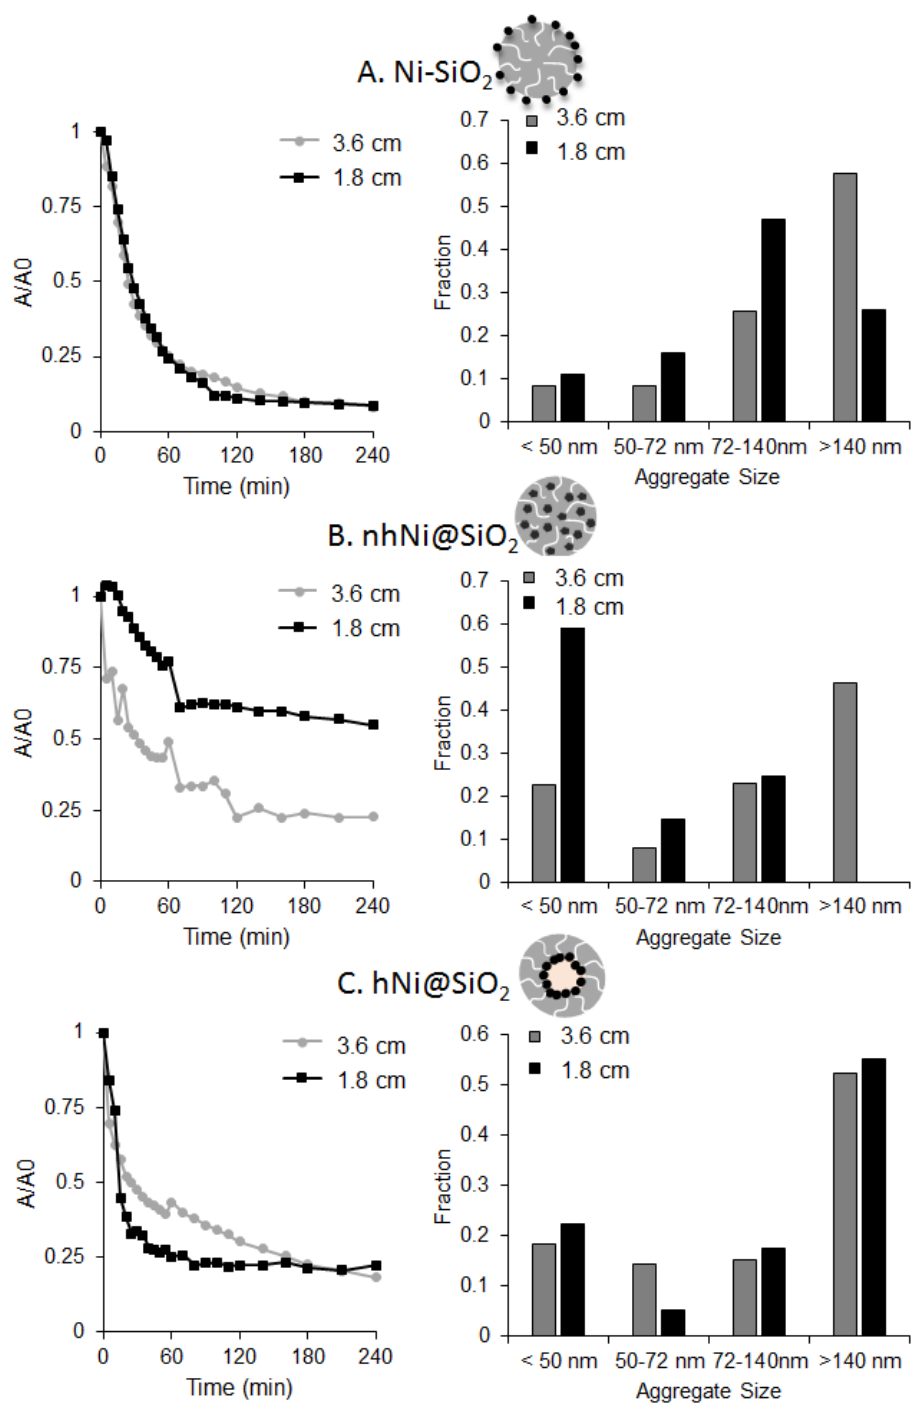 A. Ni-SiO2
1
0.75
0.5
0.25
0
A/A0
3.6 cm
1.8 cm
0 60 120 180 240
Time (min)
0.7
0.6
0.5
0.4
0.3
0.2
0.1
0
Fraction
3.6 cm
1.8 cm
< 50 nm 50-72 nm 72-140nm >140 nm
Aggregate Size
B. nhNi@SiO2
1
0.75
0.5
0.25
0
A/A0
3.6 cm
1.8 cm
0 60 120 180 240
Time (min)
0.7
0.6
0.5
0.4
0.3
0.2
0.1
0
Fraction
3.6 cm
1.8 cm
< 50 nm 50-72 nm 72-140nm >140 nm
Aggregate Size
C. hNi@SiO2
1
0.75
0.5
0.25
0
A/A0
3.6 cm
1.8 cm
0 60 120 180 240
Time (min)
0.6
0.5
0.4
0.3
0.2
0.1
0
Fraction
3.6 cm
1.8 cm
< 50 nm 50-72 nm 72-140nm >140 nm
Aggregate Size